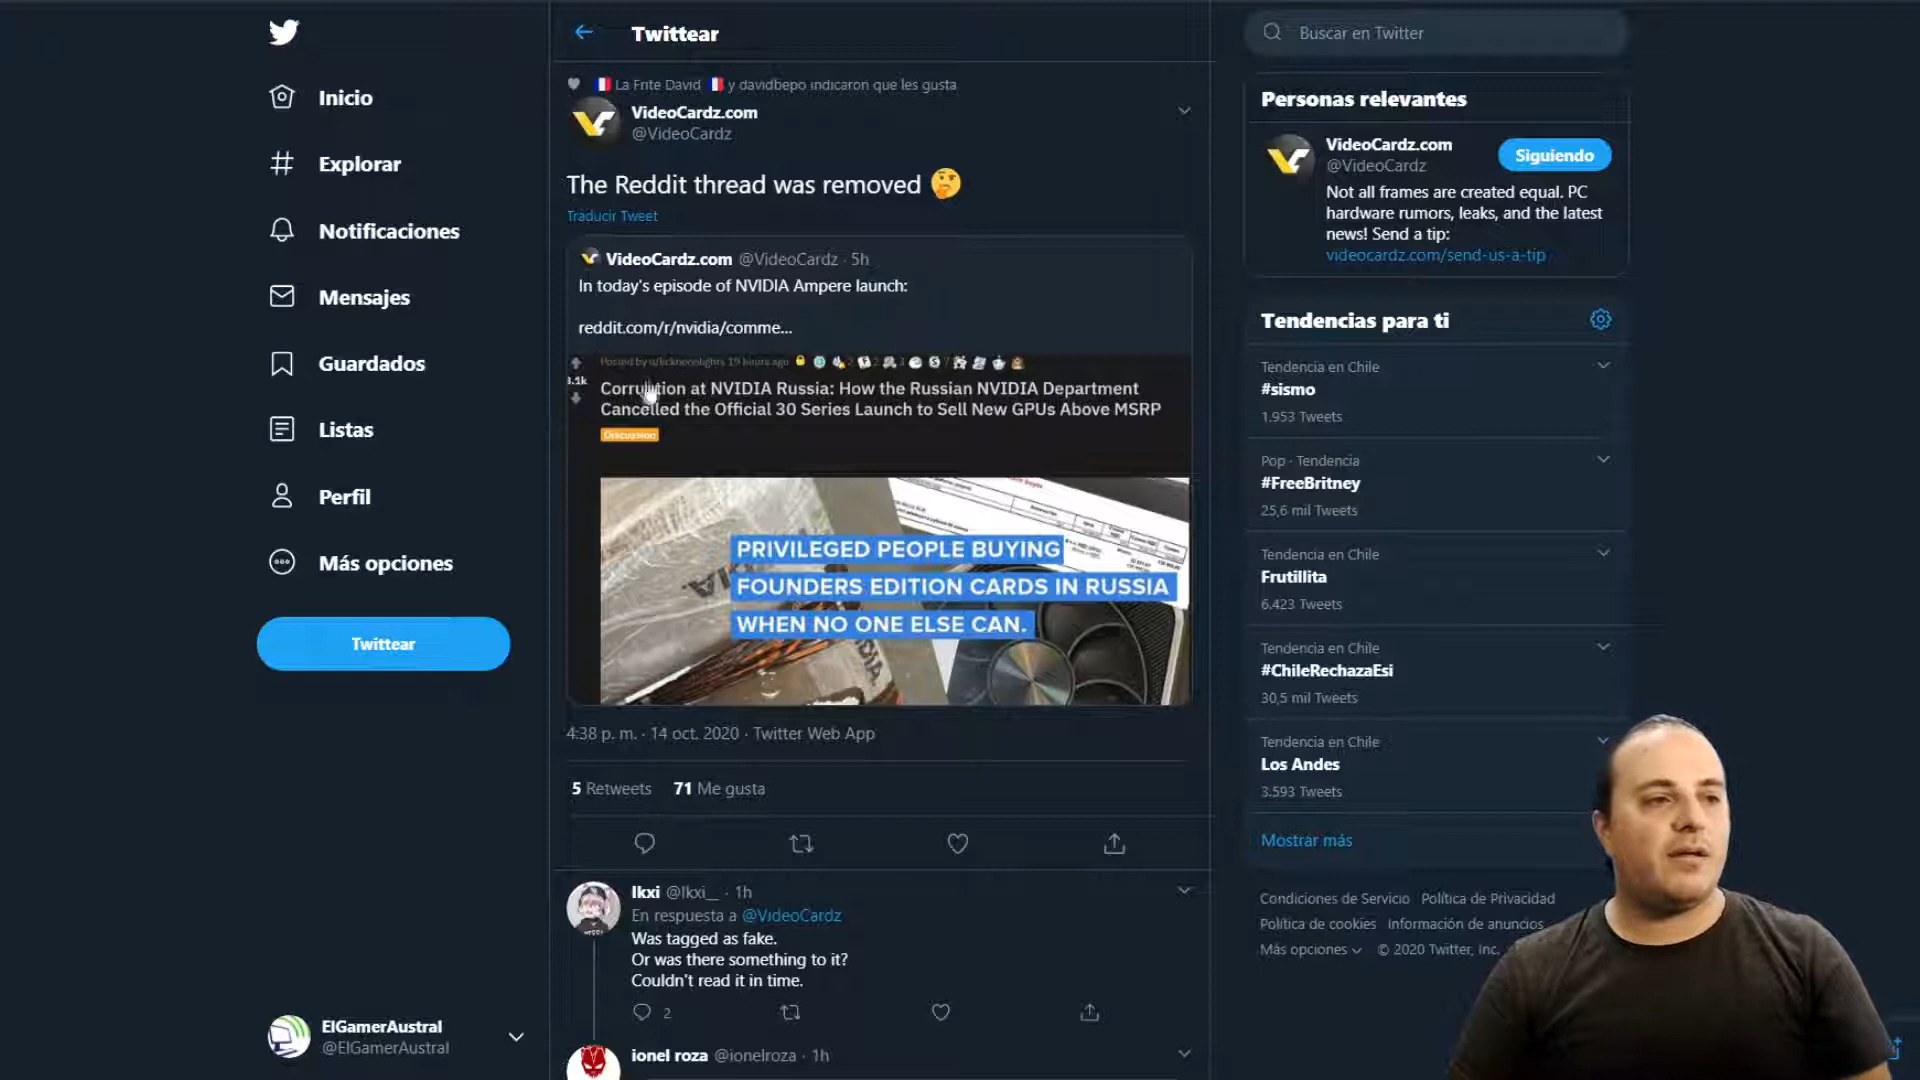 Inicio
Explorar
Notificaciones
Mensajes
Guardados
Listas
Perfil
Más opciones
Twittear
ElGamerAustral
@ElGamerAustral
Twittear
La Frite David y davidbepo indicaron que les gusta
VideoCardz.com
@VideoCardz
The Reddit thread was removed 🤔
Traducir Tweet
VideoCardz.com @VideoCardz · 5h
In today's episode of NVIDIA Ampere launch:
reddit.com/r/nvidia/comme...
Posted by 19 hours ago
3.1k
Corruption at NVIDIA Russia: How the Russian NVIDIA Department
Cancelled the Official 30 Series Launch to Sell New GPUs Above MSRP
Discussion
PRIVILEGED PEOPLE BUYING
FOUNDERS EDITION CARDS IN RUSSIA
WHEN NO ONE ELSE CAN.
4:38 p. m. · 14 oct. 2020 · Twitter Web App
5 Retweets 71 Me gusta
Ikxi @Ikxi_ · 1h
En respuesta a @VideoCardz
Was tagged as fake.
Or was there something to it?
Couldn't read it in time.
2
ionel roza @ionelroza · 1h
Buscar en Twitter
Personas relevantes
VideoCardz.com
@VideoCardz
Siguiendo
Not all frames are created equal. PC
hardware rumors, leaks, and the latest
news! Send a tip:
videocardz.com/send-us-a-tip
Tendencias para ti
Tendencia en Chile
#sismo
1.953 Tweets
Pop · Tendencia
#FreeBritney
25,6 mil Tweets
Tendencia en Chile
Frutillita
6.423 Tweets
Tendencia en Chile
#ChileRechazaEsi
30,5 mil Tweets
Tendencia en Chile
Los Andes
3.593 Tweets
Mostrar más
Condiciones de Servicio Política de Privacidad
Política de cookies Información de anuncios
Más opciones © 2020 Twitter, Inc.